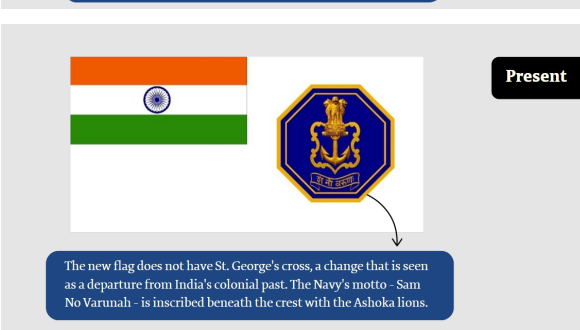 Present
शं नो वरुणः
The new flag does not have St. George's cross, a change that is seen
as a departure from India's colonial past. The Navy's motto - Sam
No Varunah - is inscribed beneath the crest with the Ashoka lions.